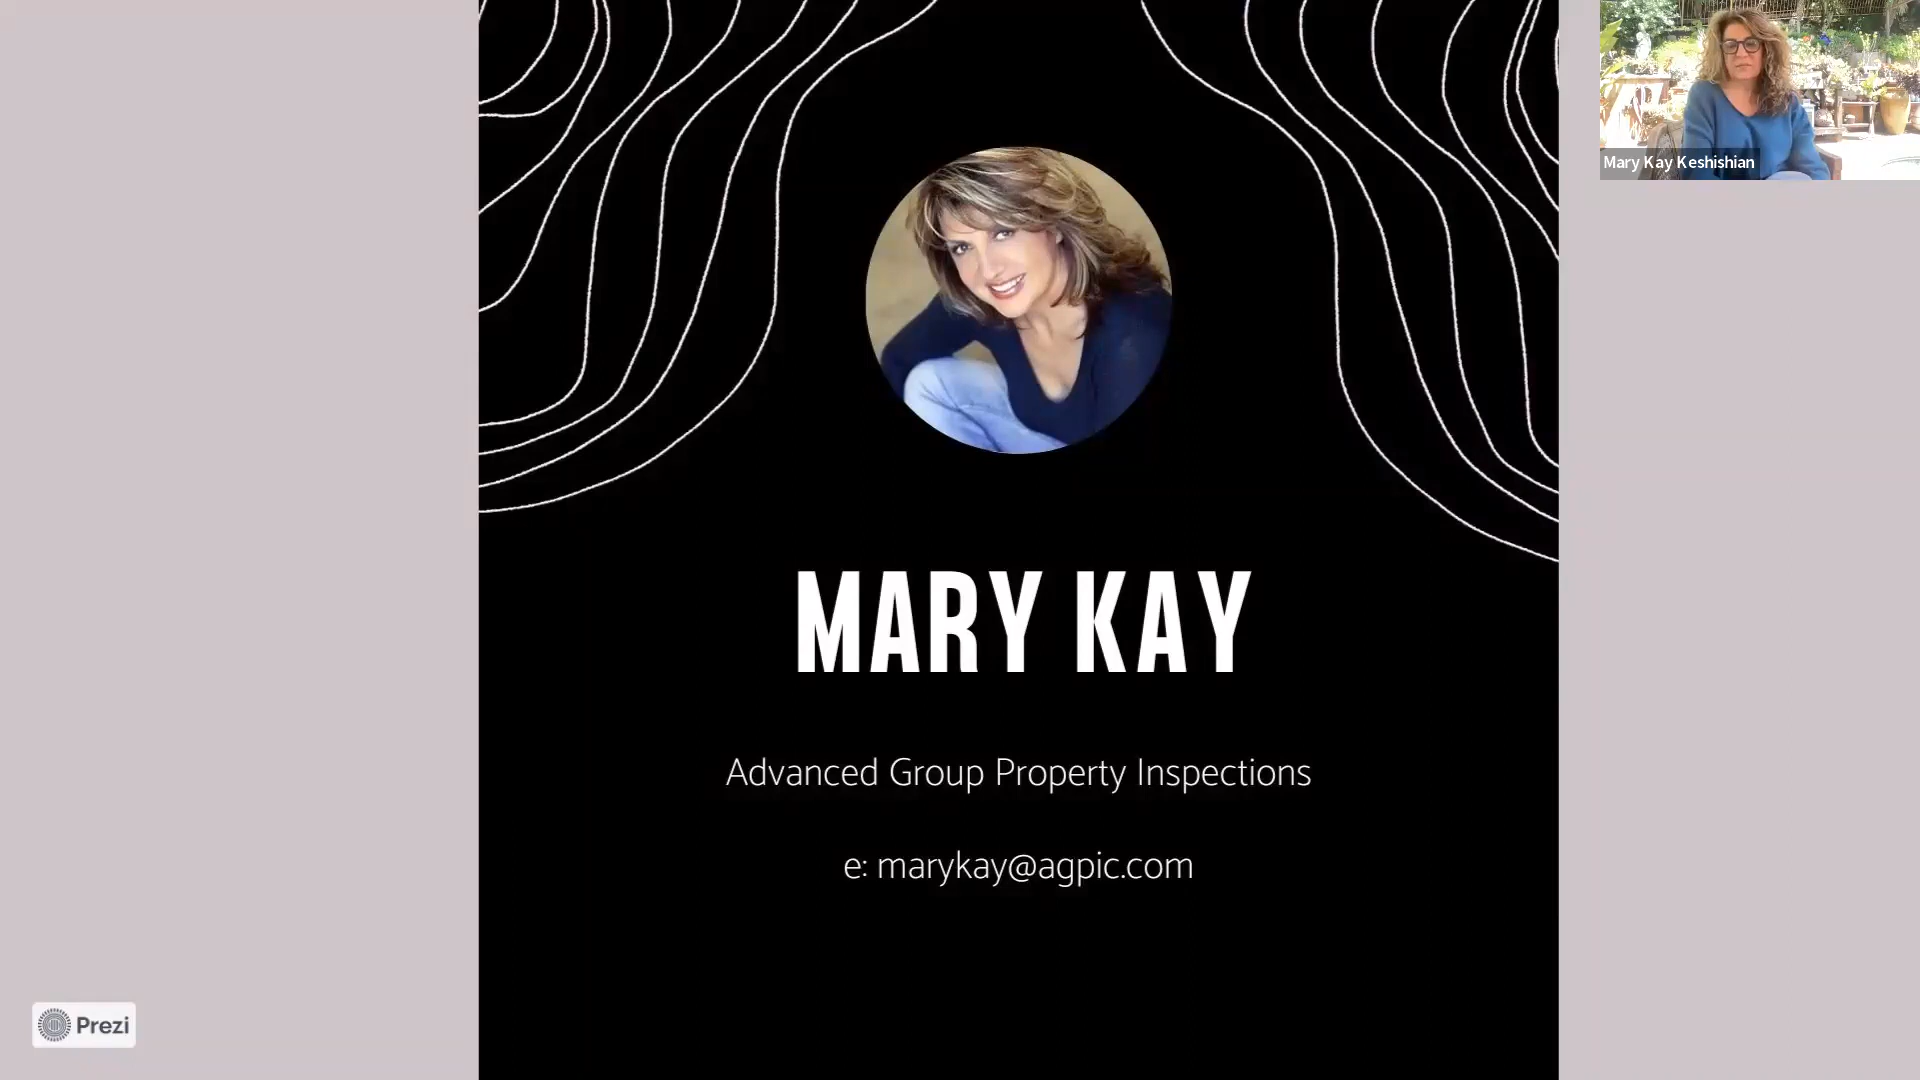 Mary Kay Keshishian
MARY KAY
Advanced Group Property Inspections
e: marykay@agpic.com
Prezi